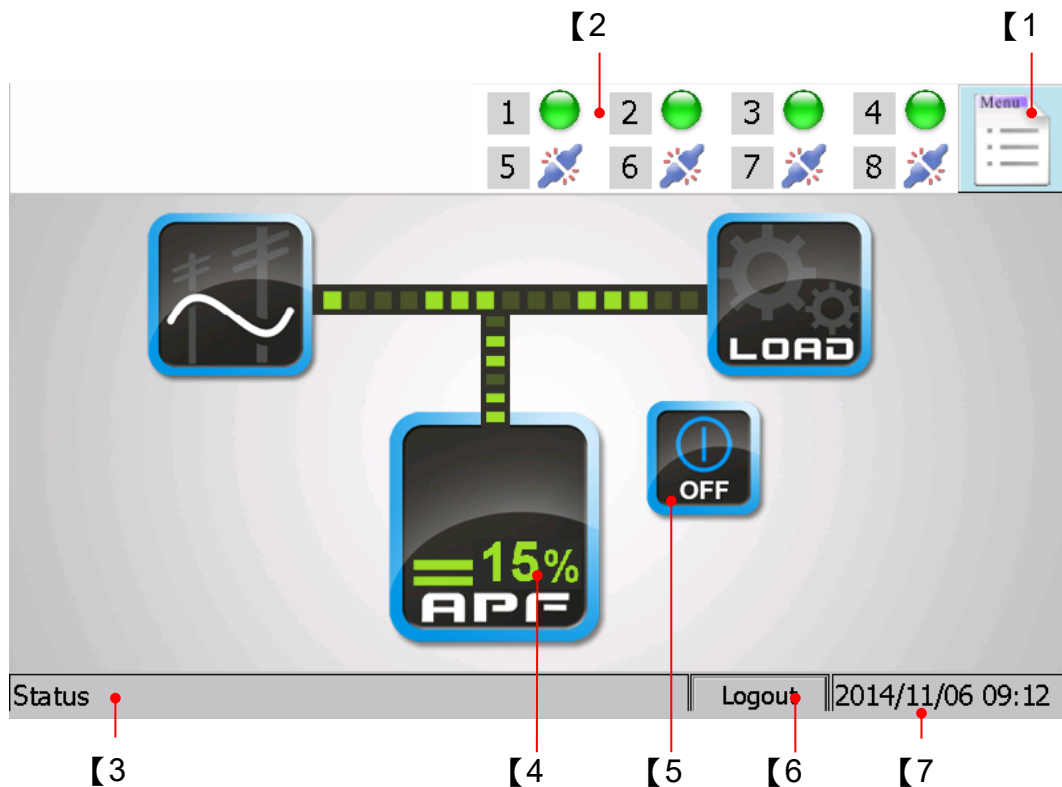 【2 【1
1 2 3 4 Menu
5 6 7 8
LOAD
OFF
15%
APF
Status Logout 2014/11/06 09:12
【3 【4 【5 【6 【7